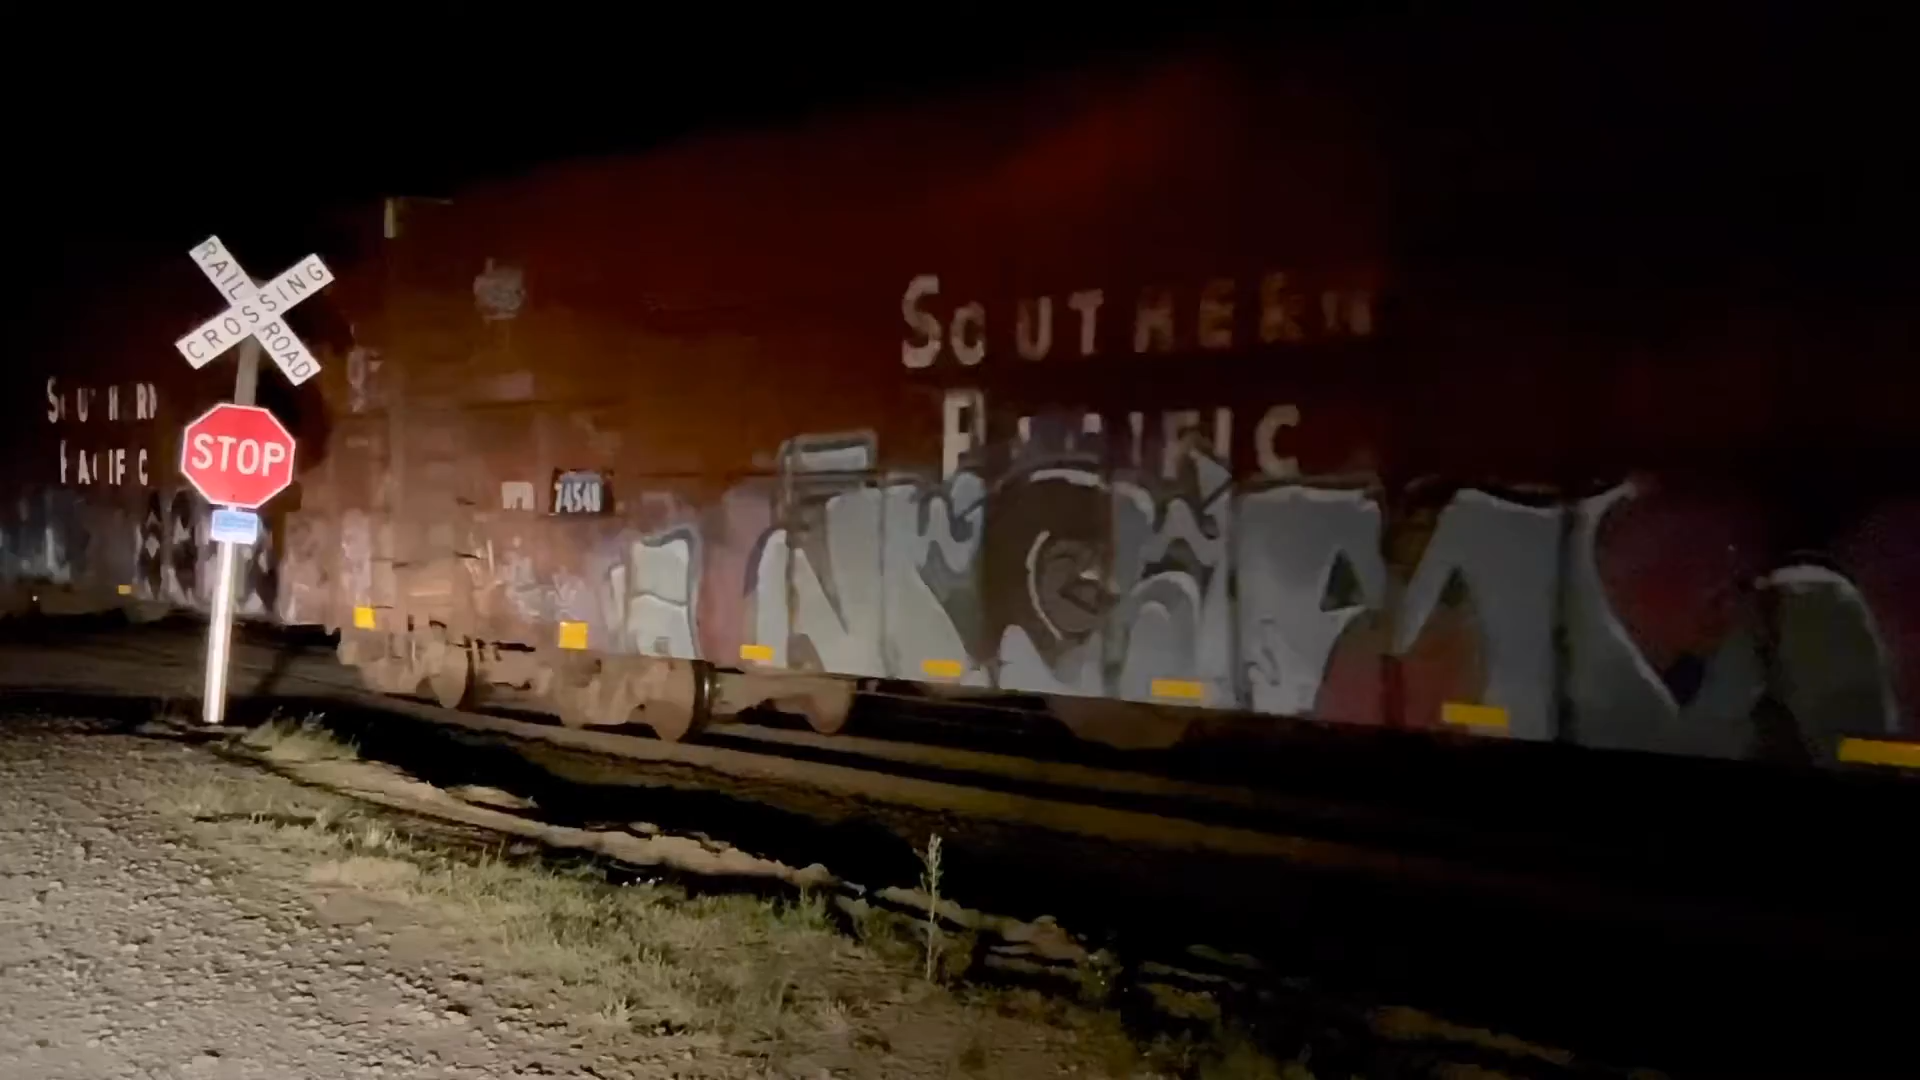 RAILROAD
CROSSING
STOP
SOUTHERN
PACIFIC
SOUTHERN
PACIFIC
74540